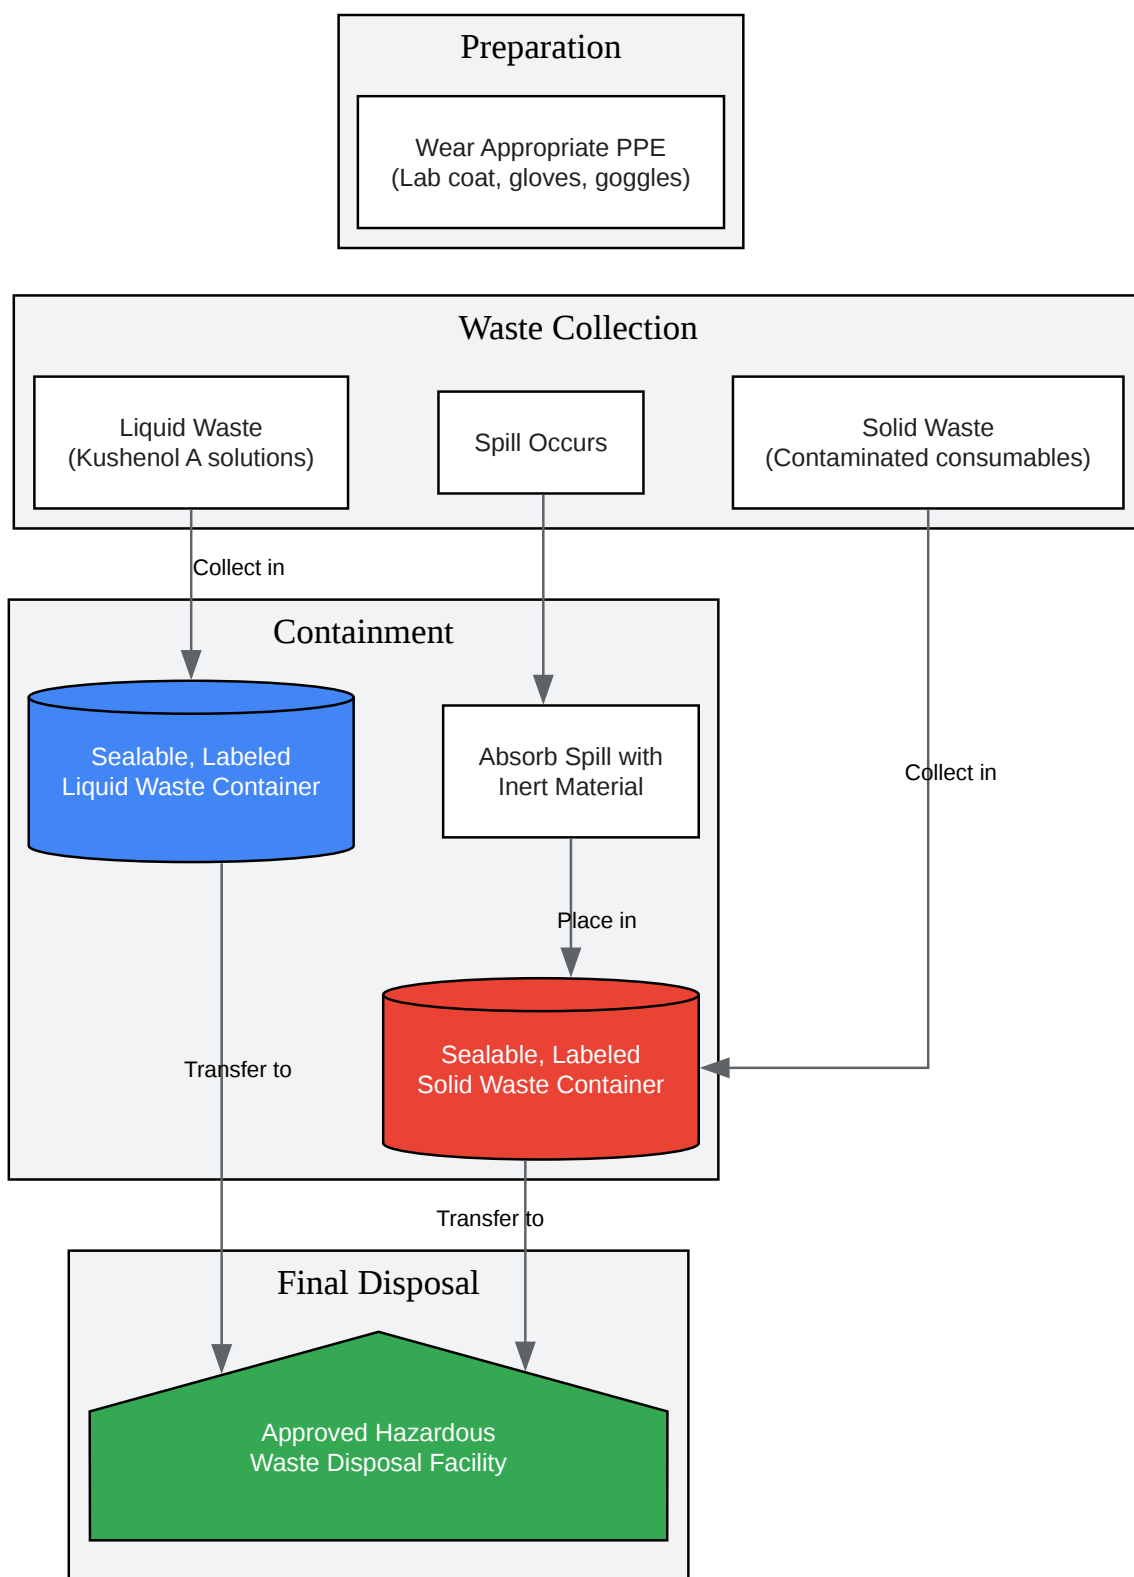 Preparation
Wear Appropriate PPE
(Lab coat, gloves, goggles)
Waste Collection
Liquid Waste
(Kushenol A solutions)
Spill Occurs
Solid Waste
(Contaminated consumables)
Collect in
Containment
Sealable, Labeled
Liquid Waste Container
Absorb Spill with
Inert Material
Collect in
Place in
Sealable, Labeled
Solid Waste Container
Transfer to
Transfer to
Final Disposal
Approved Hazardous
Waste Disposal Facility